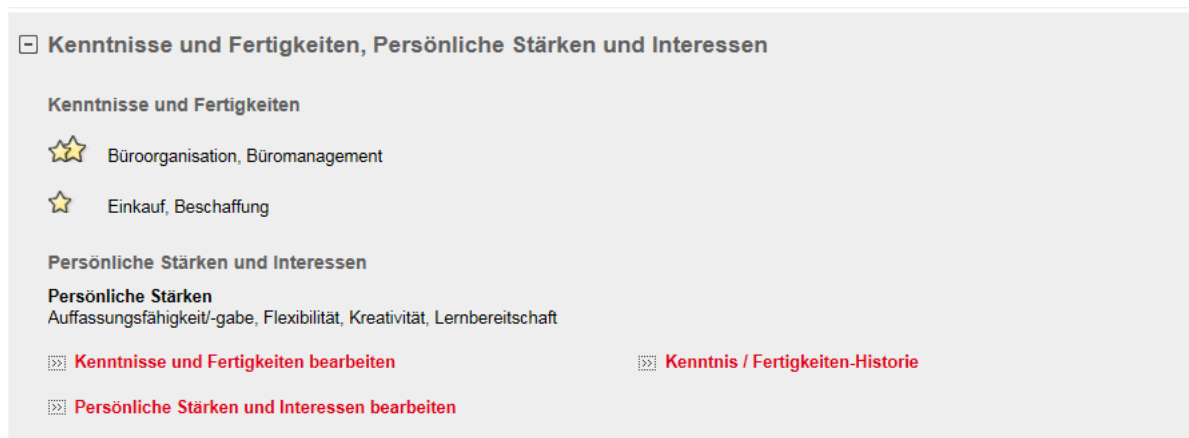 Kenntnisse und Fertigkeiten, Persönliche Stärken und Interessen
Kenntnisse und Fertigkeiten
Büroorganisation, Büromanagement
Einkauf, Beschaffung
Persönliche Stärken und Interessen
Persönliche Stärken
Auffassungsfähigkeit/-gabe, Flexibilität, Kreativität, Lernbereitschaft
Kenntnisse und Fertigkeiten bearbeiten
Kenntnis / Fertigkeiten-Historie
Persönliche Stärken und Interessen bearbeiten